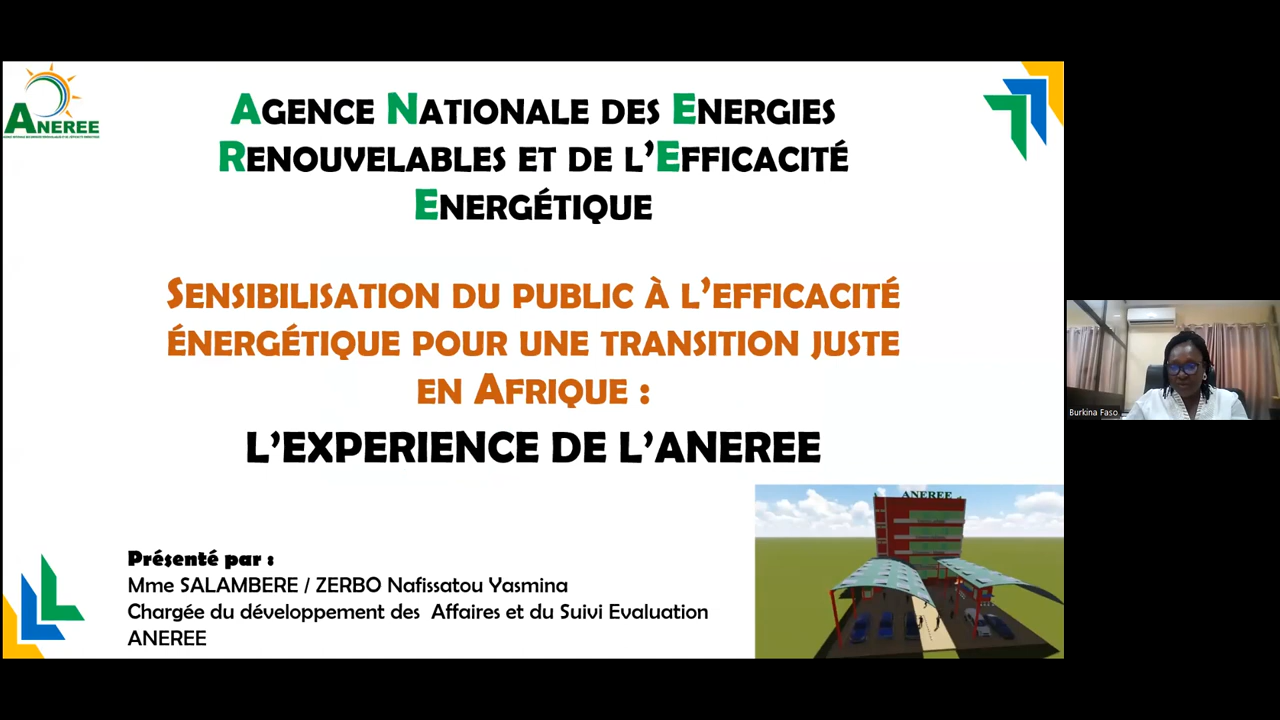 ANEREE
AGENCE NATIONALE DES ENERGIES
RENOUVELABLES ET DE L’EFFICACITÉ
ENERGÉTIQUE
SENSIBILISATION DU PUBLIC À L’EFFICACITÉ
ÉNERGÉTIQUE POUR UNE TRANSITION JUSTE
EN AFRIQUE :
L’EXPERIENCE DE L’ANEREE
ANEREE
Présenté par :
Mme SALAMBERE / ZERBO Nafissatou Yasmina
Chargée du développement des Affaires et du Suivi Evaluation
ANEREE
Burkina Faso